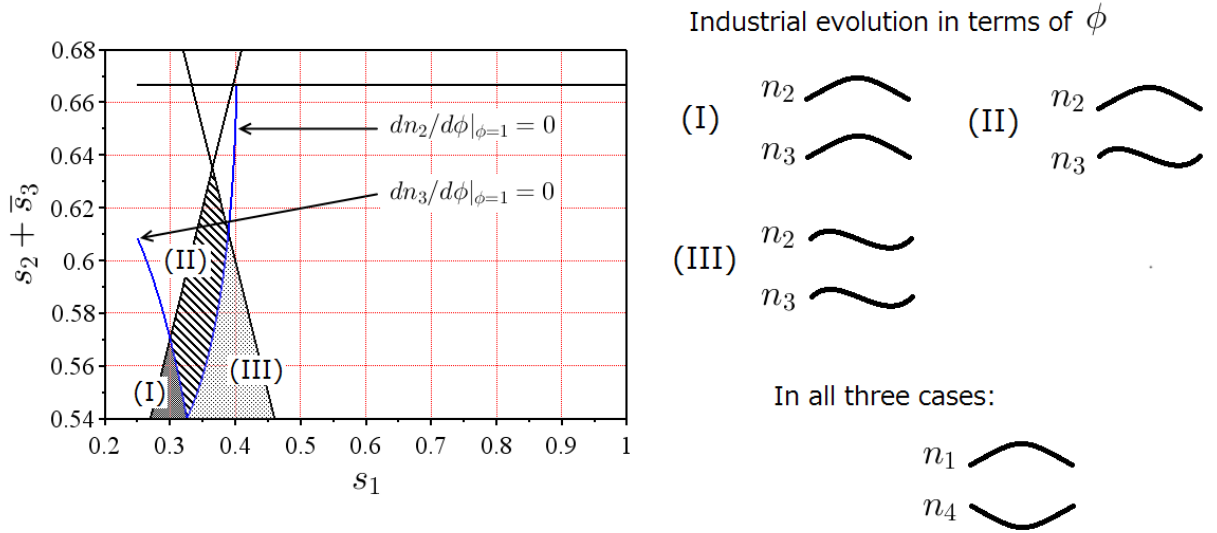 Industrial evolution in terms of ϕ
0.68
0.66
0.64
0.62
0.6
0.58
0.56
0.54
0.2 0.3 0.4 0.5 0.6 0.7 0.8 0.9 1
s₂ + s̅₃
s₁
dn₂/dϕ|ϕ=1 = 0
dn₃/dϕ|ϕ=1 = 0
(I)
(II)
(III)
(I)
n₂
n₃
(II)
n₂
n₃
(III)
n₂
n₃
In all three cases:
n₁
n₄